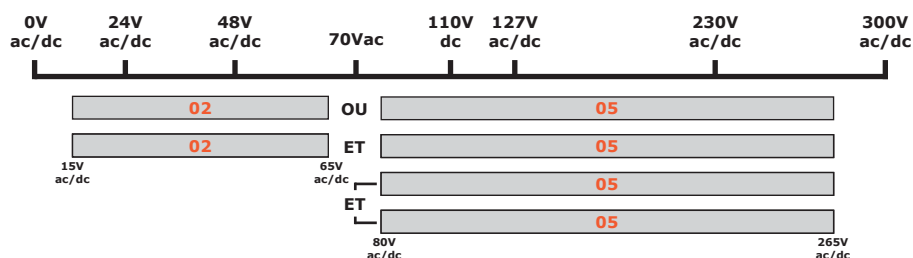 0V
ac/dc
24V
ac/dc
48V
ac/dc
70Vac
110V
dc
127V
ac/dc
230V
ac/dc
300V
ac/dc
02 OU 05
02 ET 05
15V
ac/dc
65V
ac/dc
05
ET
05
80V
ac/dc
265V
ac/dc